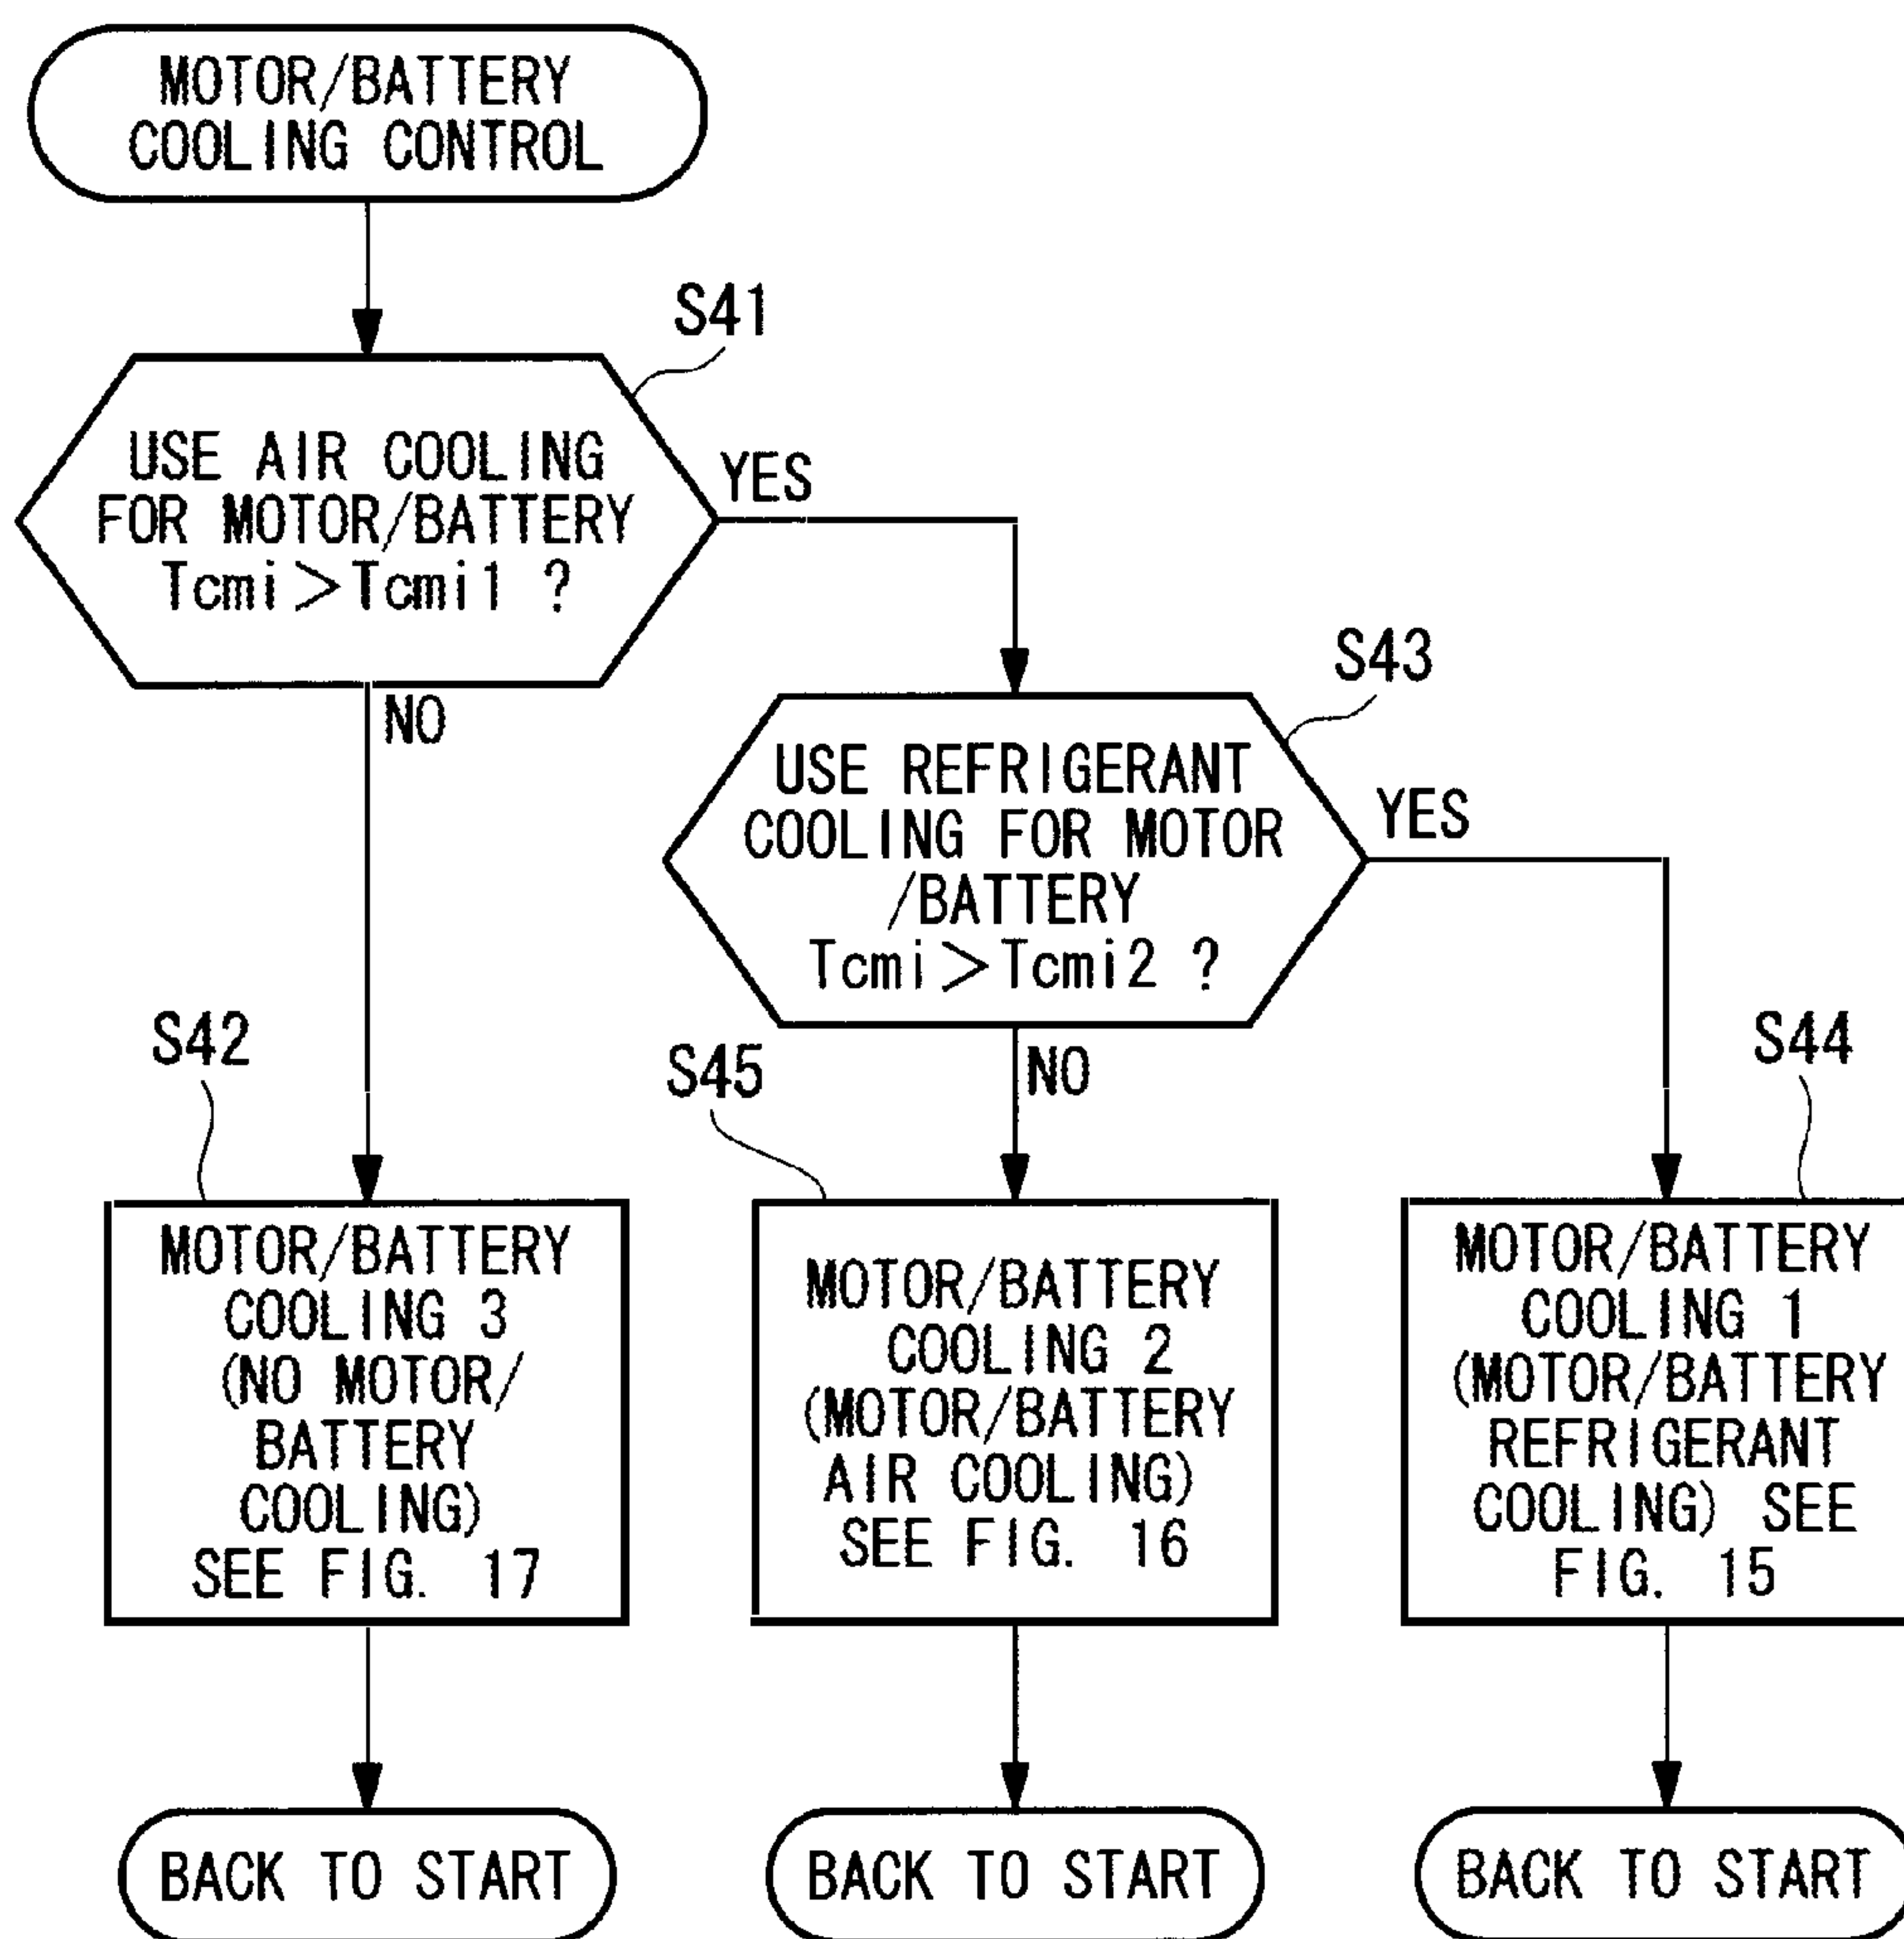 MOTOR/BATTERY
COOLING CONTROL
S41
USE AIR COOLING
FOR MOTOR/BATTERY
Tcmi>Tcmi1 ?
YES
NO
S43
USE REFRIGERANT
COOLING FOR MOTOR
/BATTERY
Tcmi>Tcmi2 ?
YES
NO
S42
MOTOR/BATTERY
COOLING 3
(NO MOTOR/
BATTERY
COOLING)
SEE FIG. 17
S45
MOTOR/BATTERY
COOLING 2
(MOTOR/BATTERY
AIR COOLING)
SEE FIG. 16
S44
MOTOR/BATTERY
COOLING 1
(MOTOR/BATTERY
REFRIGERANT
COOLING) SEE
FIG. 15
BACK TO START
BACK TO START
BACK TO START